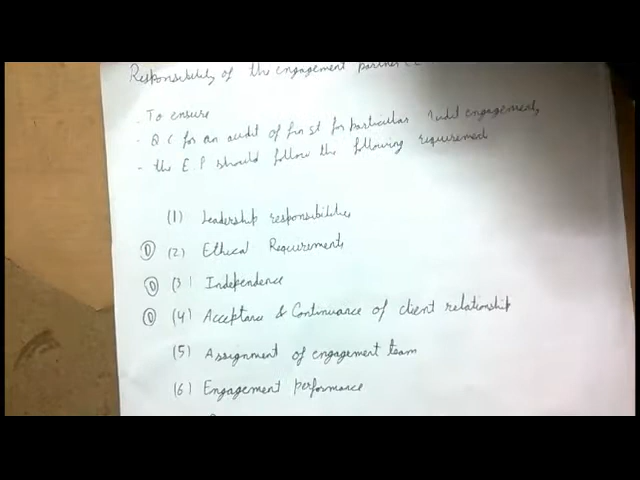 Responsibility of the engagement partner
. To ensure
- QC for an audit of fin st for particular Audit engagement,
- the E.P should follow the following requirement
(1) Leadership responsibilities
D (2) Ethical Requirements
D (3) Independence
D (4) Acceptance & Continuance of client relationship
(5) Assignment of engagement team
(6) Engagement performance